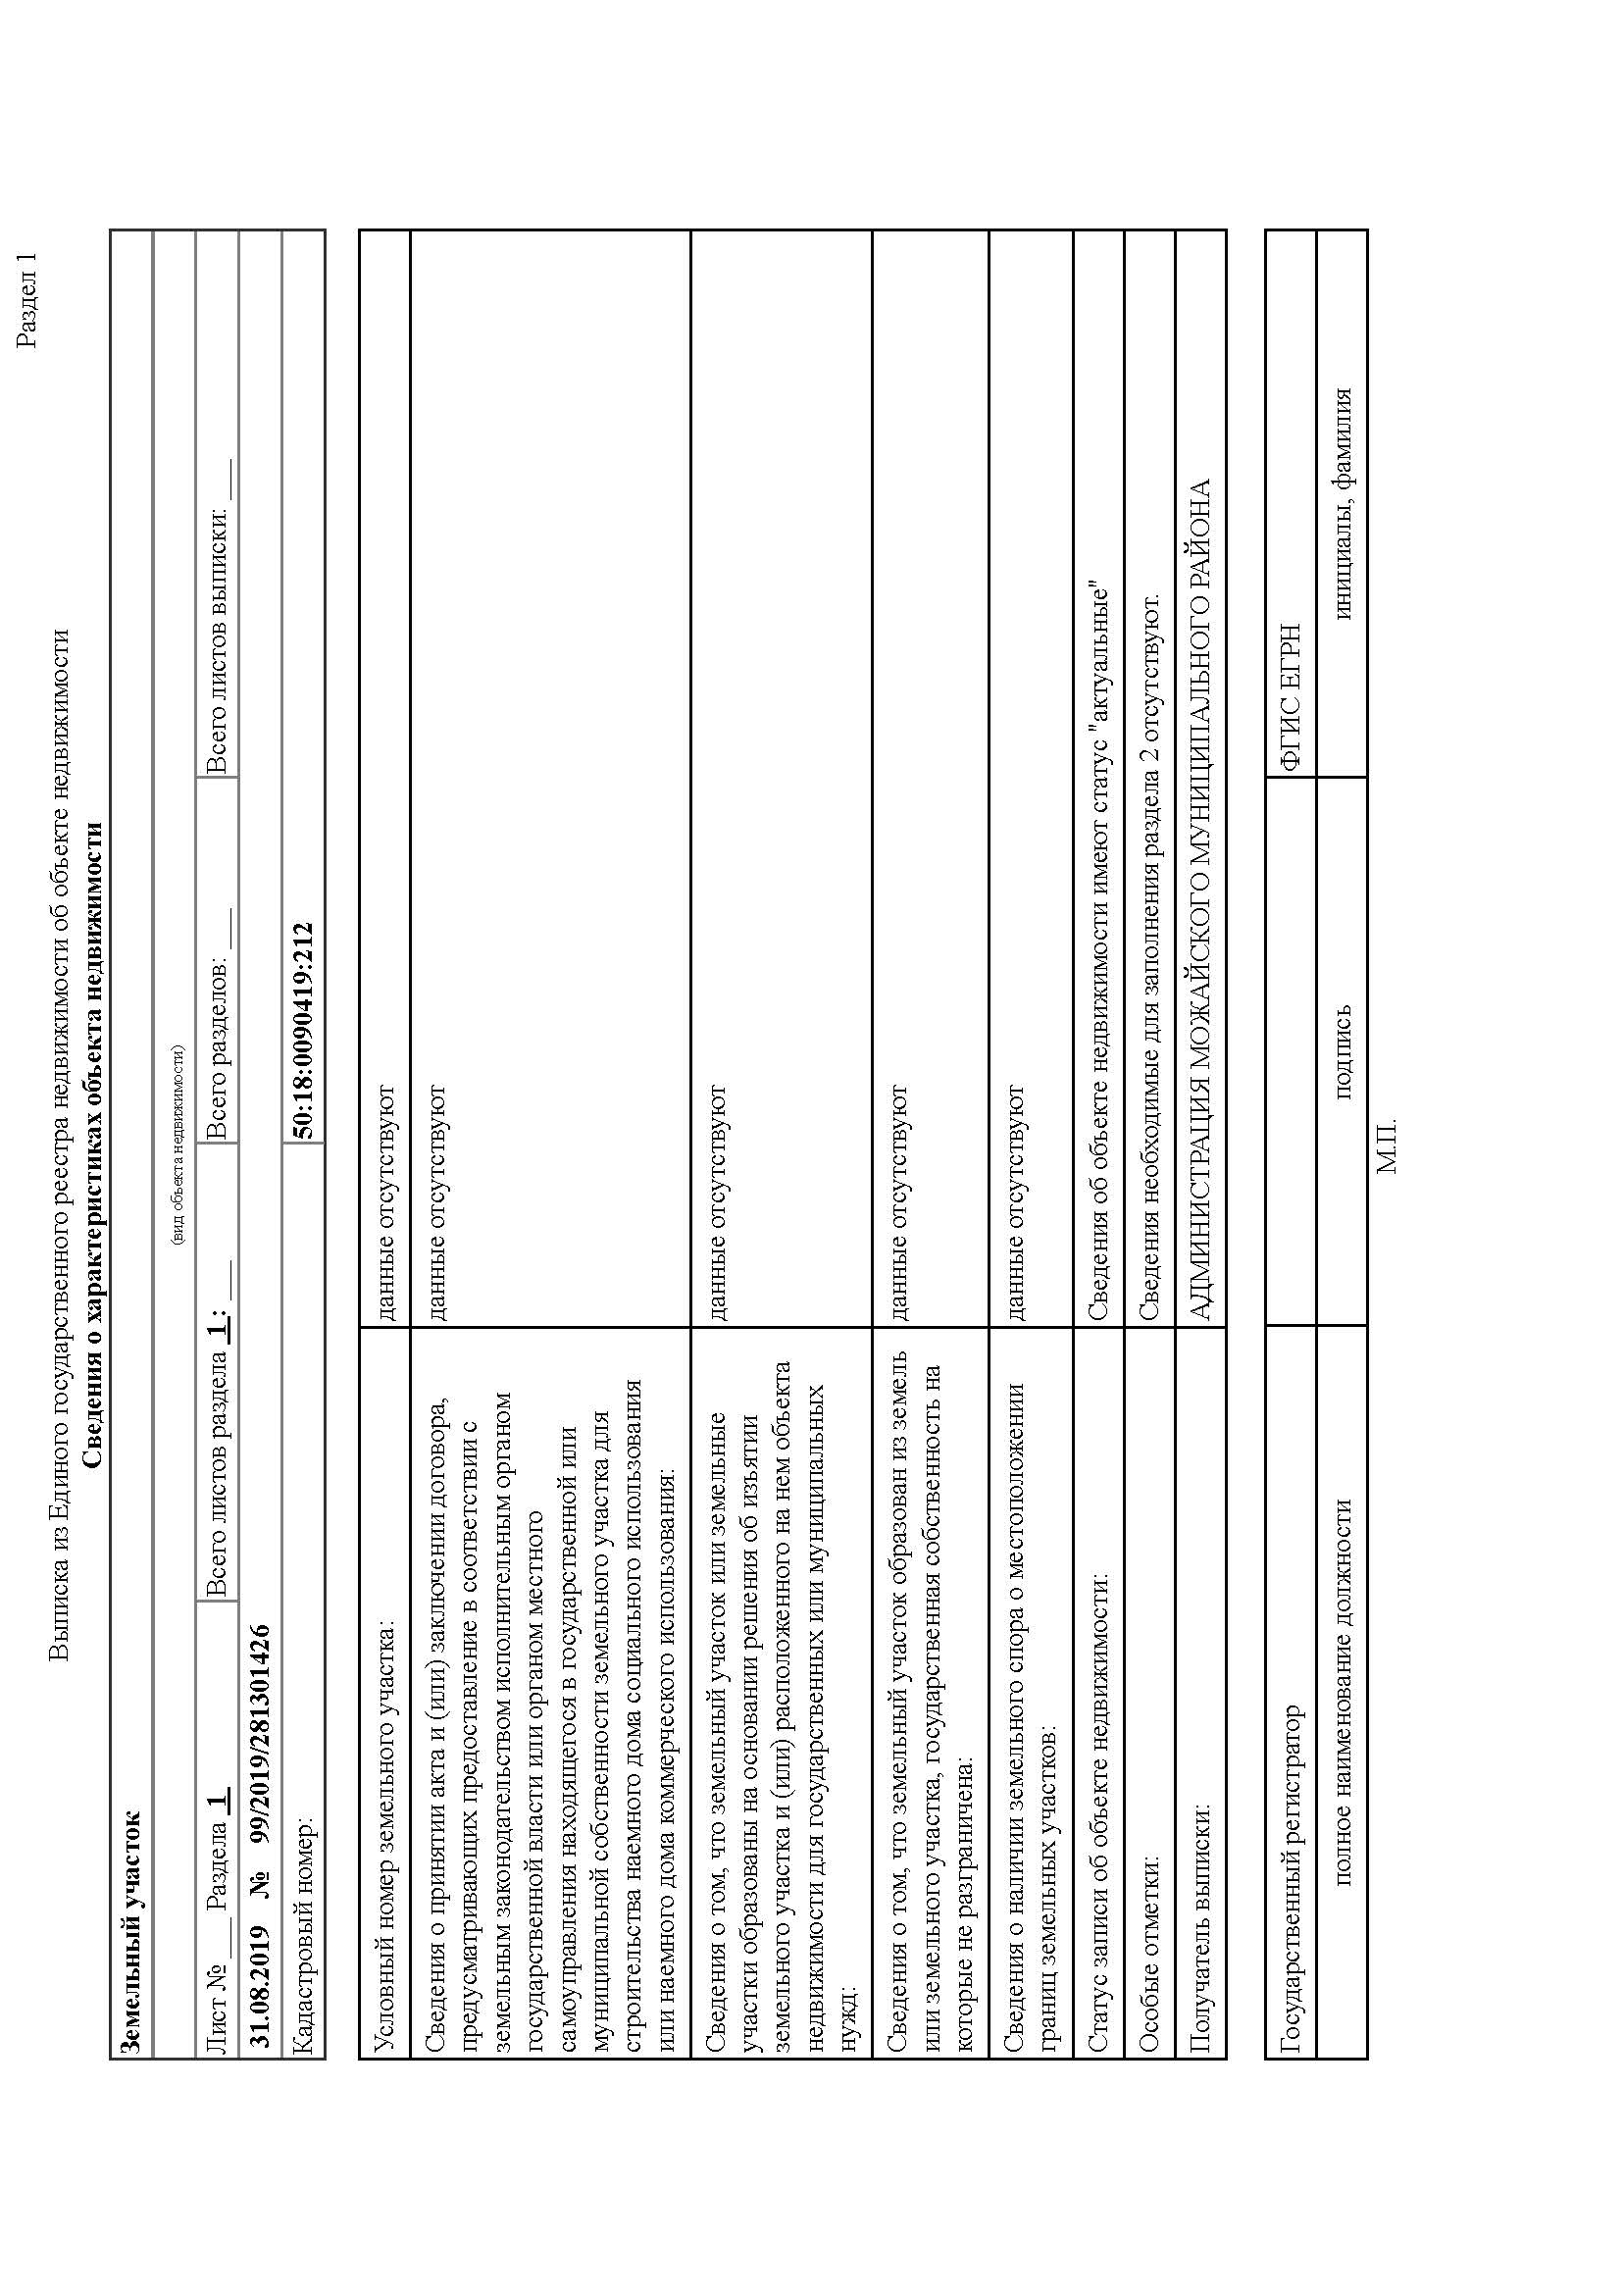 Раздел 1
Выписка из Единого государственного реестра недвижимости об объекте недвижимости
Сведения о характеристиках объекта недвижимости
Земельный участок
(вид объекта недвижимости)
Лист № ___ Раздела 1 Всего листов раздела 1 : ___ Всего разделов: ___ Всего листов выписки: ___
31.08.2019 № 99/2019/281301426
Кадастровый номер: 50:18:0090419:212
Условный номер земельного участка: данные отсутствуют
Сведения о принятии акта и (или) заключении договора, данные отсутствуют
предусматривающих предоставление в соответствии с
земельным законодательством исполнительным органом
государственной власти или органом местного
самоуправления находящегося в государственной или
муниципальной собственности земельного участка для
строительства наемного дома социального использования
или наемного дома коммерческого использования:
Сведения о том, что земельный участок или земельные данные отсутствуют
участки образованы на основании решения об изъятии
земельного участка и (или) расположенного на нем объекта
недвижимости для государственных или муниципальных
нужд:
Сведения о том, что земельный участок образован из земель данные отсутствуют
или земельного участка, государственная собственность на
которые не разграничена:
Сведения о наличии земельного спора о местоположении данные отсутствуют
границ земельных участков:
Статус записи об объекте недвижимости: Сведения об объекте недвижимости имеют статус "актуальные"
Особые отметки: Сведения необходимые для заполнения раздела 2 отсутствуют.
Получатель выписки: АДМИНИСТРАЦИЯ МОЖАЙСКОГО МУНИЦИПАЛЬНОГО РАЙОНА
Государственный регистратор ФГИС ЕГРН
полное наименование должности подпись инициалы, фамилия
М.П.